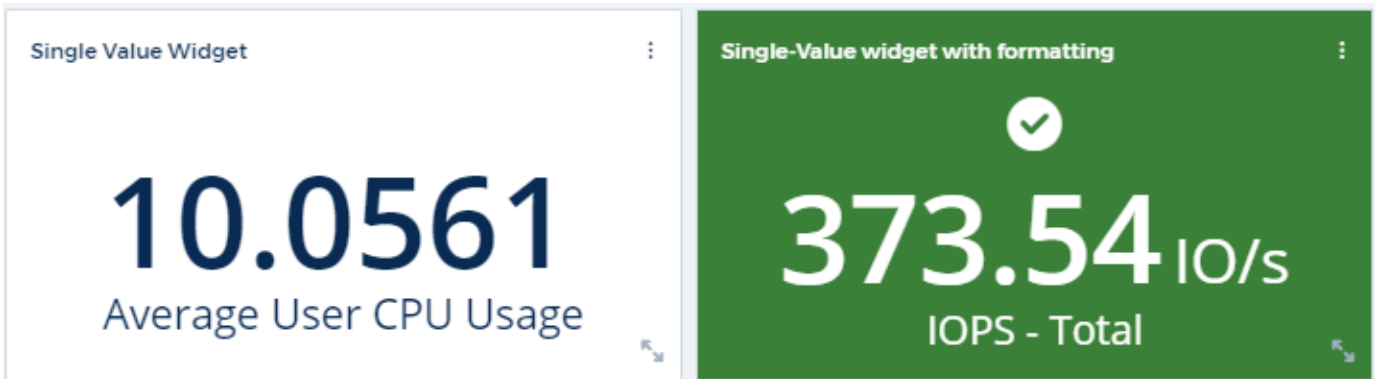 Single Value Widget
10.0561
Average User CPU Usage
Single-Value widget with formatting
373.54 IO/s
IOPS - Total